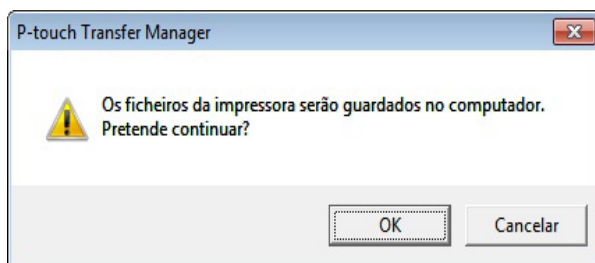 P-touch Transfer Manager
Os ficheiros da impressora serão guardados no computador.
Pretende continuar?
OK
Cancelar